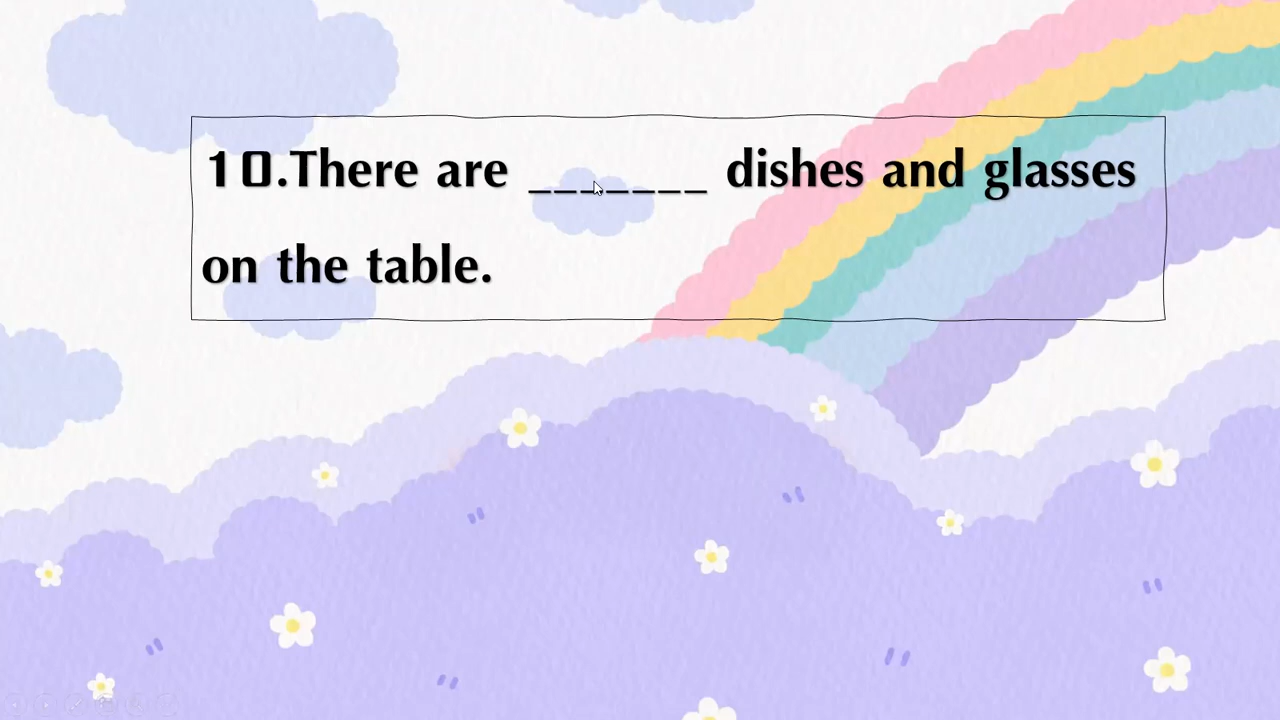 10.There are _______ dishes and glasses
on the table.